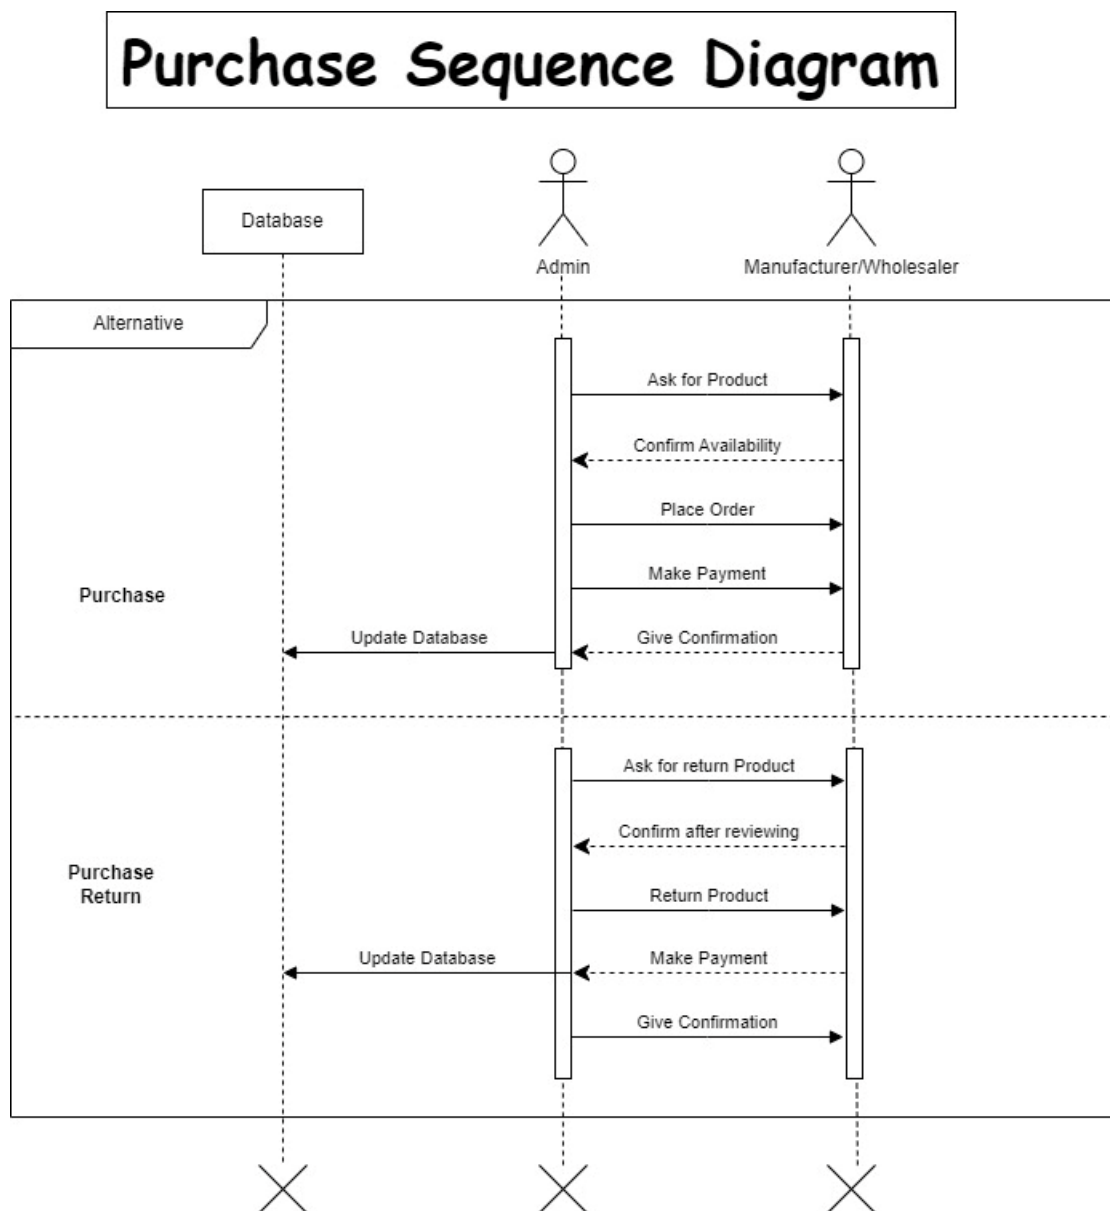 Purchase Sequence Diagram
Database
Admin
Manufacturer/Wholesaler
Alternative
Ask for Product
Confirm Availability
Place Order
Make Payment
Purchase
Update Database
Give Confirmation
Ask for return Product
Confirm after reviewing
Purchase
Return
Return Product
Update Database
Make Payment
Give Confirmation